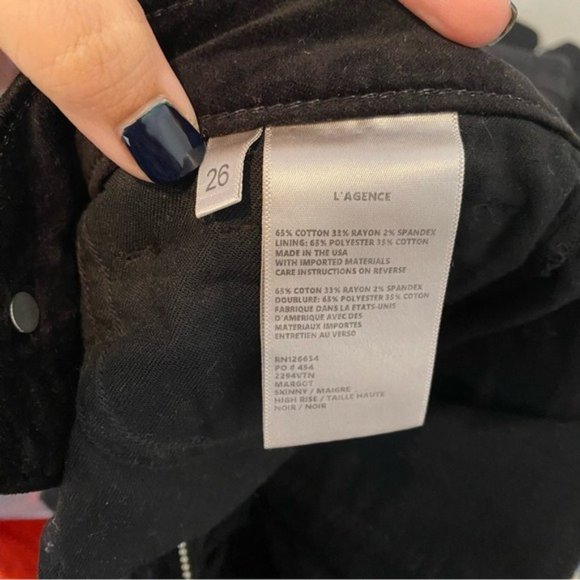 26
L'AGENCE
65% COTTON 33% RAYON 2% SPANDEX
LINING: 65% POLYESTER 35% COTTON
MADE IN THE USA
WITH IMPORTED MATERIALS
CARE INSTRUCTIONS ON REVERSE
65% COTON 33% RAYON 2% SPANDEX
DOUBLURE: 65% POLYESTER 35% COTON
FABRIQUE DANS LA ETATS-UNIS
D'AMERIQUE AVEC DES
MATERIAUX IMPORTES
ENTRETIEN AU VERSO
RN126654
PO # 454
2294VTN
MARGOT
SKINNY / MAIGRE
HIGH RISE / TAILLE HAUTE
NOIR / NOIR